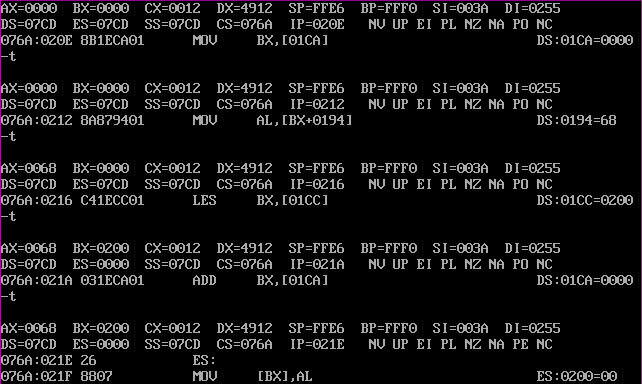 AX=0000  BX=0000  CX=0012  DX=4912  SP=FFE6  BP=FFF0  SI=003A  DI=0255
DS=07CD  ES=07CD  SS=07CD  CS=076A  IP=020E   NV UP EI PL NZ NA PO NC
076A:020E 8B1ECA01      MOV     BX,[01CA]                          DS:01CA=0000
-t
AX=0000  BX=0000  CX=0012  DX=4912  SP=FFE6  BP=FFF0  SI=003A  DI=0255
DS=07CD  ES=07CD  SS=07CD  CS=076A  IP=0212   NV UP EI PL NZ NA PO NC
076A:0212 8A879401      MOV     AL,[BX+0194]                       DS:0194=68
-t
AX=0068  BX=0000  CX=0012  DX=4912  SP=FFE6  BP=FFF0  SI=003A  DI=0255
DS=07CD  ES=07CD  SS=07CD  CS=076A  IP=0216   NV UP EI PL NZ NA PO NC
076A:0216 C41ECC01      LES     BX,[01CC]                          DS:01CC=0200
-t
AX=0068  BX=0200  CX=0012  DX=4912  SP=FFE6  BP=FFF0  SI=003A  DI=0255
DS=07CD  ES=0000  SS=07CD  CS=076A  IP=021A   NV UP EI PL NZ NA PO NC
076A:021A 031ECA01      ADD     BX,[01CA]                          DS:01CA=0000
-t
AX=0068  BX=0200  CX=0012  DX=4912  SP=FFE6  BP=FFF0  SI=003A  DI=0255
DS=07CD  ES=0000  SS=07CD  CS=076A  IP=021E   NV UP EI PL NZ NA PE NC
076A:021E 26            ES:
076A:021F 8807          MOV     [BX],AL                            ES:0200=00